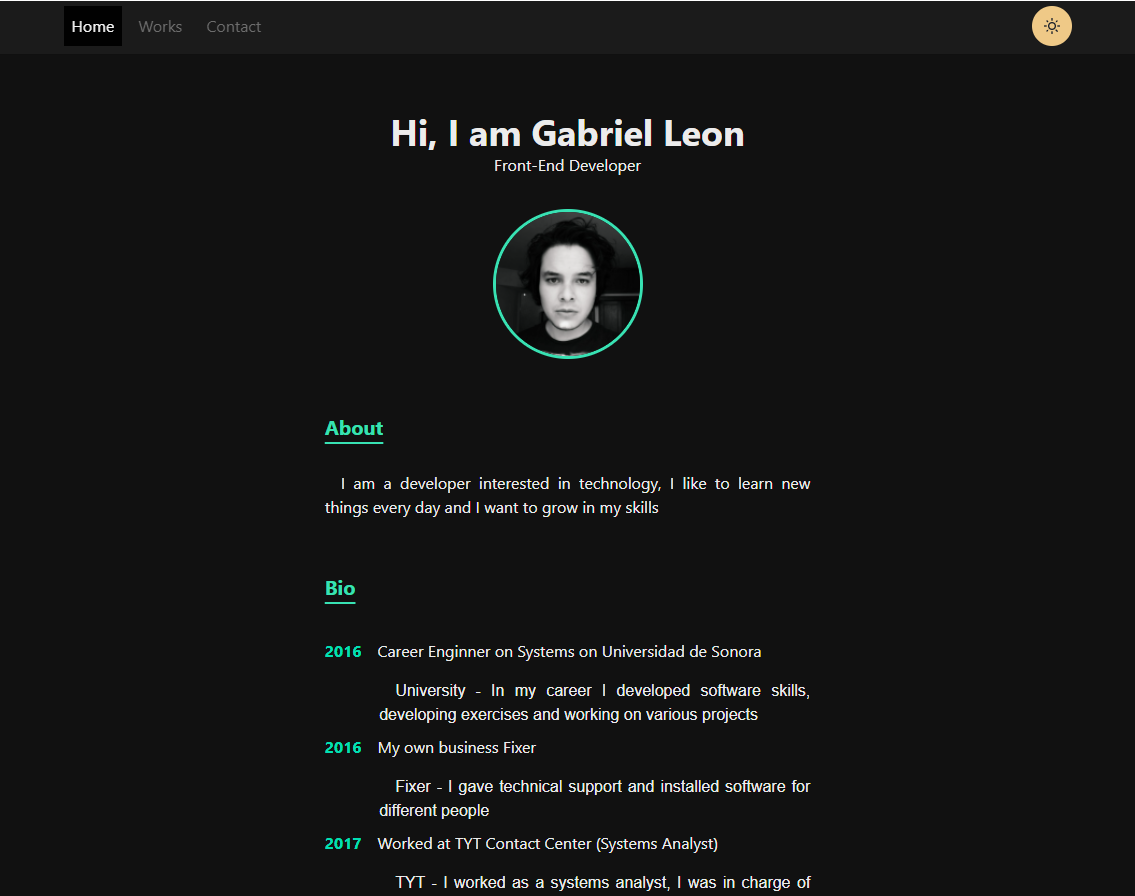 Home Works Contact
Hi, I am Gabriel Leon
Front-End Developer
About
I am a developer interested in technology, I like to learn new
things every day and I want to grow in my skills
Bio
2016 Career Enginner on Systems on Universidad de Sonora
University - In my career I developed software skills,
developing exercises and working on various projects
2016 My own business Fixer
Fixer - I gave technical support and installed software for
different people
2017 Worked at TYT Contact Center (Systems Analyst)
TYT - I worked as a systems analyst, I was in charge of